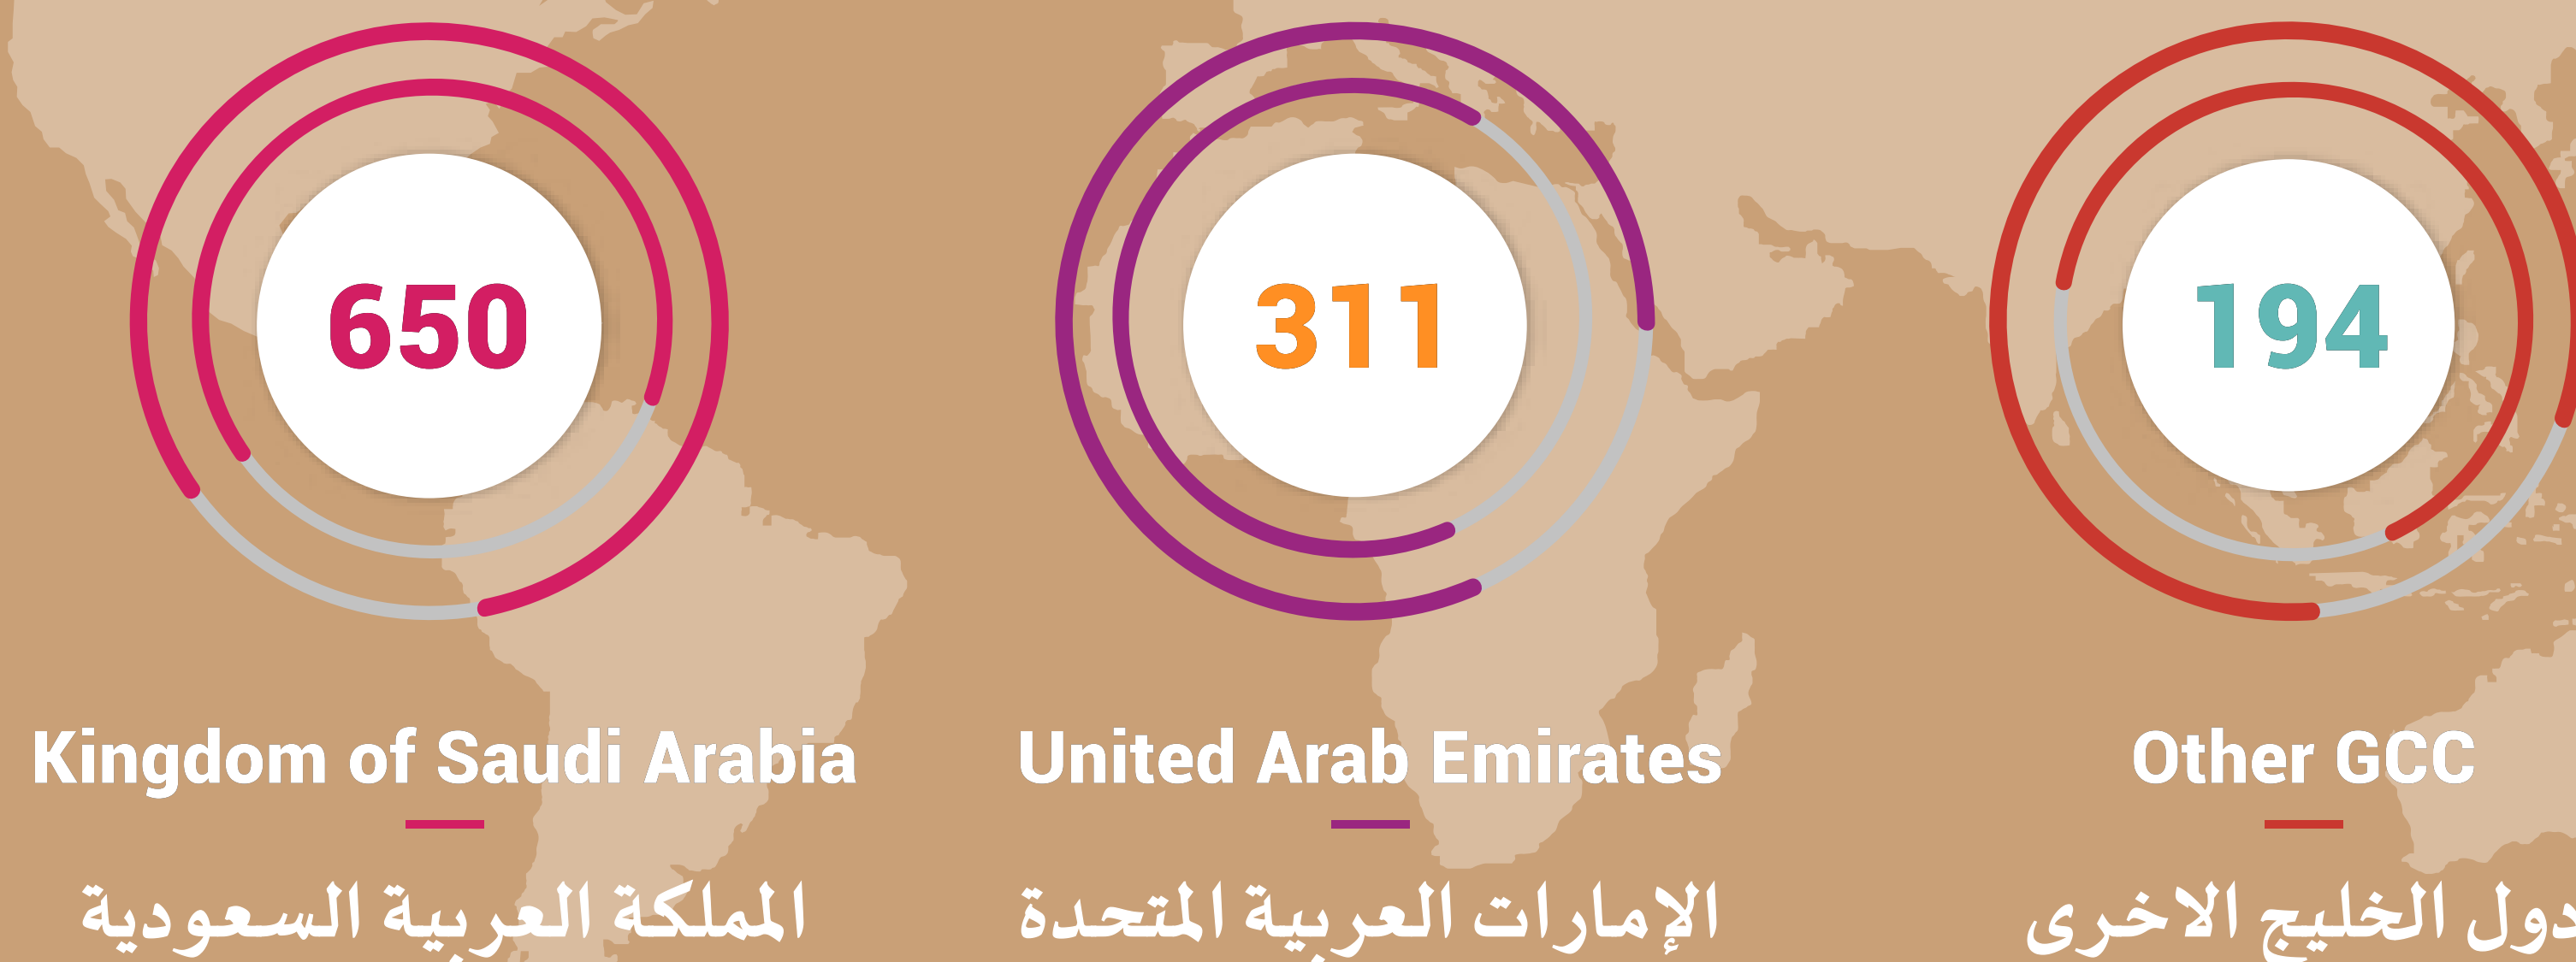 650
311
194
Kingdom of Saudi Arabia
United Arab Emirates
Other GCC
المملكة العربية السعودية
الإمارات العربية المتحدة
دول الخليج الاخرى